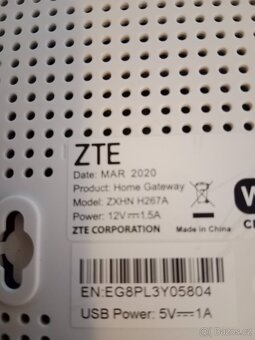 ZTE
Date: MAR 2020
Product: Home Gateway
Model: ZXHN H267A
Power: 12V⎓1.5A
ZTE CORPORATION
Made in China
EN:EG8PL3Y05804
USB Power: 5V⎓1A